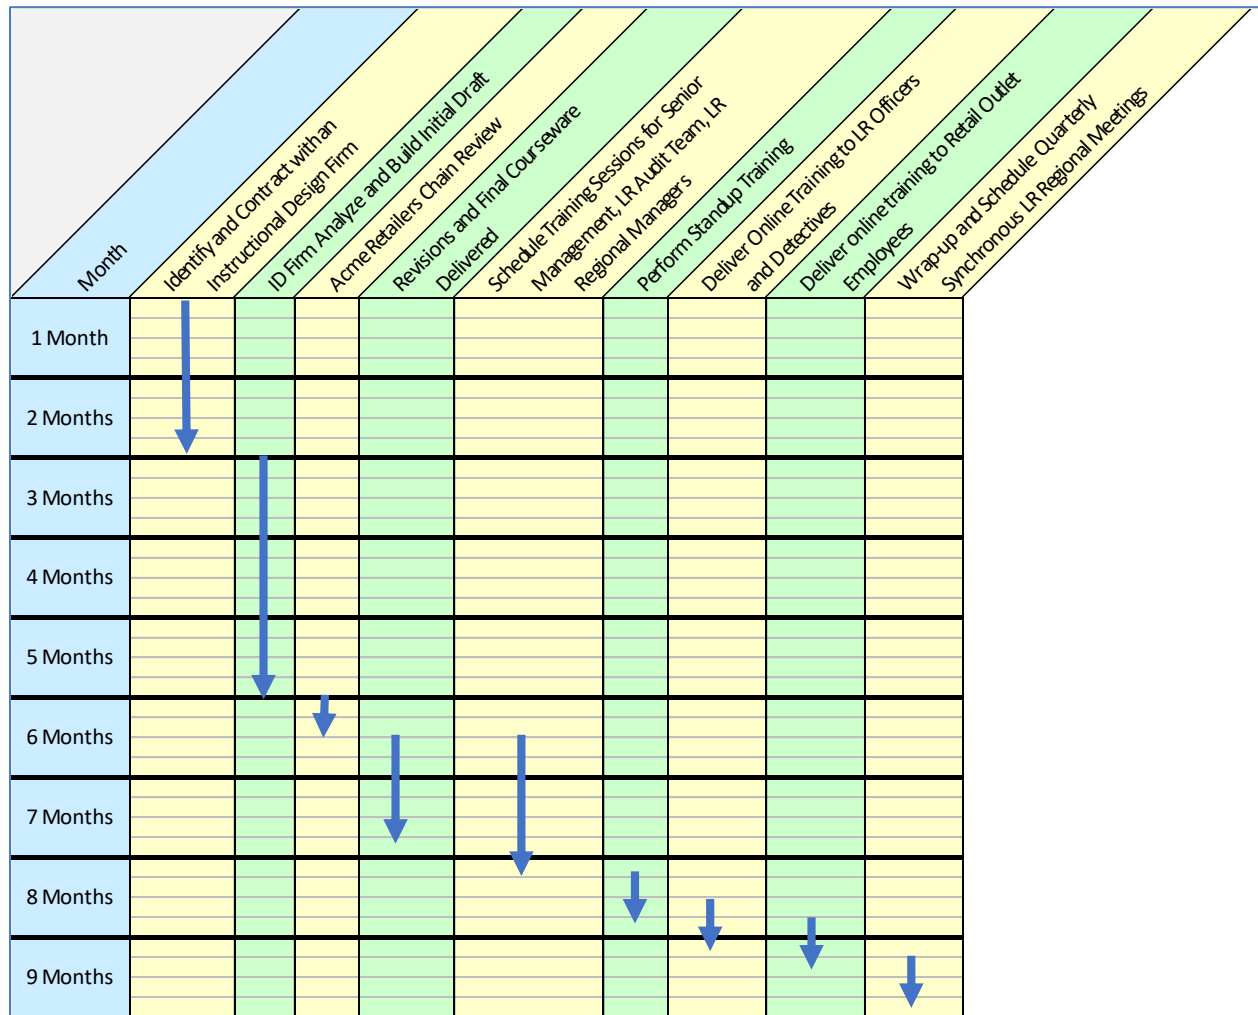 Month
Identify and Contract with an
Instructional Design Firm
ID Firm Analyze and Build Initial Draft
Acme Retailers Chain Review
Revisions and Final Courseware
Delivered
Schedule Training Sessions for Senior
Management, LR Audit Team, LR
Regional Managers
Perform Standup Training
Deliver Online Training to LR Officers
and Detectives
Deliver online training to Retail Outlet
Employees
Wrap-up and Schedule Quarterly
Synchronous LR Regional Meetings
1 Month
2 Months
3 Months
4 Months
5 Months
6 Months
7 Months
8 Months
9 Months